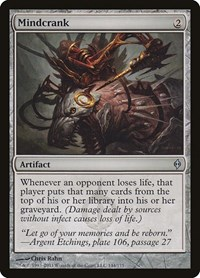 Mindcrank 2
Artifact
Whenever an opponent loses life, that
player puts that many cards from the
top of his or her library into his or her
graveyard. (Damage dealt by sources
without infect causes loss of life.)
"Let go of your memories and be reborn."
—Argent Etchings, plate 106, passage 27
Chris Rahn